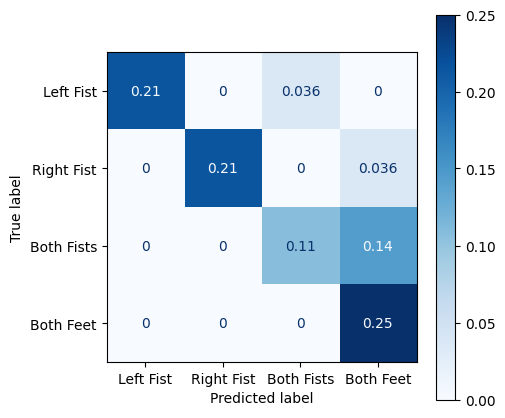 0.25
Left Fist 0.21 0 0.036 0
0.20
Right Fist 0 0.21 0 0.036
0.15
True label
Both Fists 0 0 0.11 0.14
0.10
Both Feet 0 0 0 0.25
0.05
0.00
Left Fist Right Fist Both Fists Both Feet
Predicted label